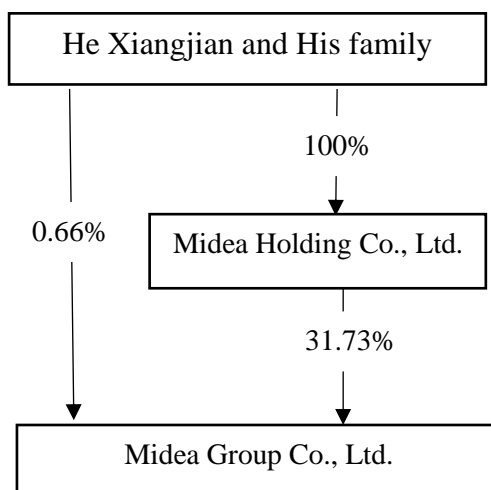 He Xiangjian and His family
100%
0.66%
Midea Holding Co., Ltd.
31.73%
Midea Group Co., Ltd.